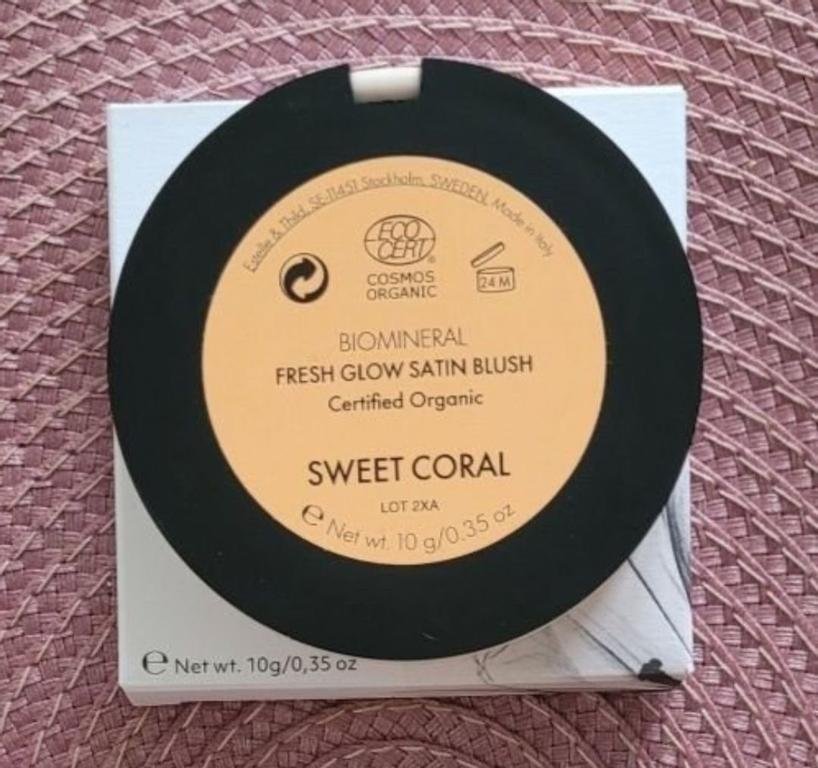 Estelle & Thild, SE-11451 Stockholm, SWEDEN, Made in Italy
ECO
CERT
®
COSMOS
ORGANIC
24 M
BIOMINERAL
FRESH GLOW SATIN BLUSH
Certified Organic
SWEET CORAL
LOT 2XA
℮ Net wt. 10 g/0.35 oz
℮ Net wt. 10g/0,35 oz